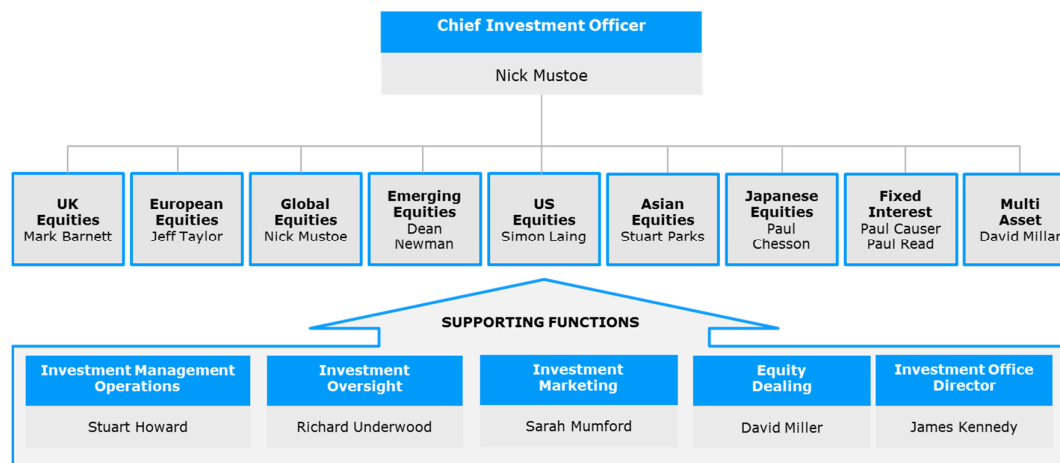 Chief Investment Officer
Nick Mustoe
UK
Equities
Mark Barnett
European
Equities
Jeff Taylor
Global
Equities
Nick Mustoe
Emerging
Equities
Dean
Newman
US
Equities
Simon Laing
Asian
Equities
Stuart Parks
Japanese
Equities
Paul
Chesson
Fixed
Interest
Paul Causer
Paul Read
Multi
Asset
David Millar
SUPPORTING FUNCTIONS
Investment Management
Operations
Stuart Howard
Investment
Oversight
Richard Underwood
Investment
Marketing
Sarah Mumford
Equity
Dealing
David Miller
Investment Office
Director
James Kennedy